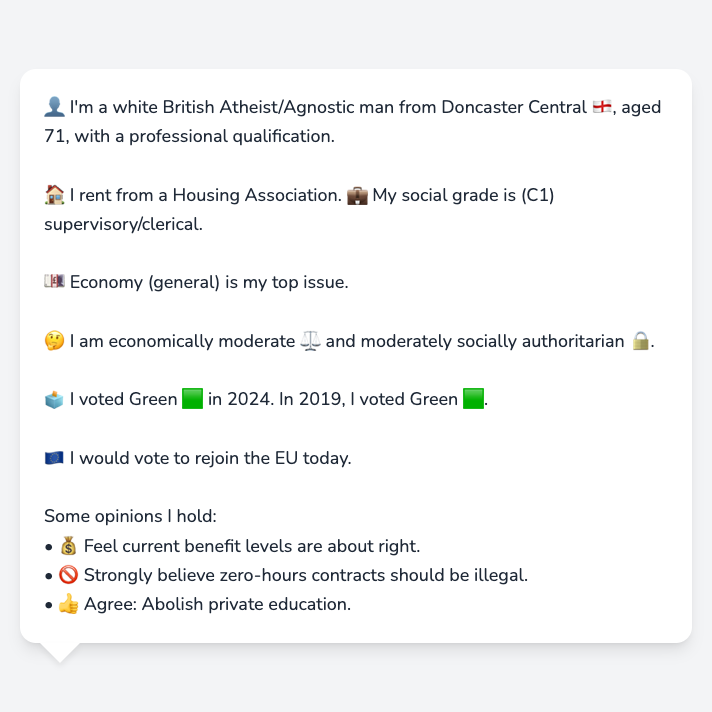 👤 I'm a white British Atheist/Agnostic man from Doncaster Central 🏴󠁧󠁢󠁥󠁮󠁧󠁿, aged
71, with a professional qualification.
🏠 I rent from a Housing Association. 💼 My social grade is (C1)
supervisory/clerical.
💷 Economy (general) is my top issue.
🤔 I am economically moderate ⚖️ and moderately socially authoritarian 🔒.
🗳️ I voted Green 🟩 in 2024. In 2019, I voted Green 🟩.
🇪🇺 I would vote to rejoin the EU today.
Some opinions I hold:
• 💰 Feel current benefit levels are about right.
• 🚫 Strongly believe zero-hours contracts should be illegal.
• 👍 Agree: Abolish private education.